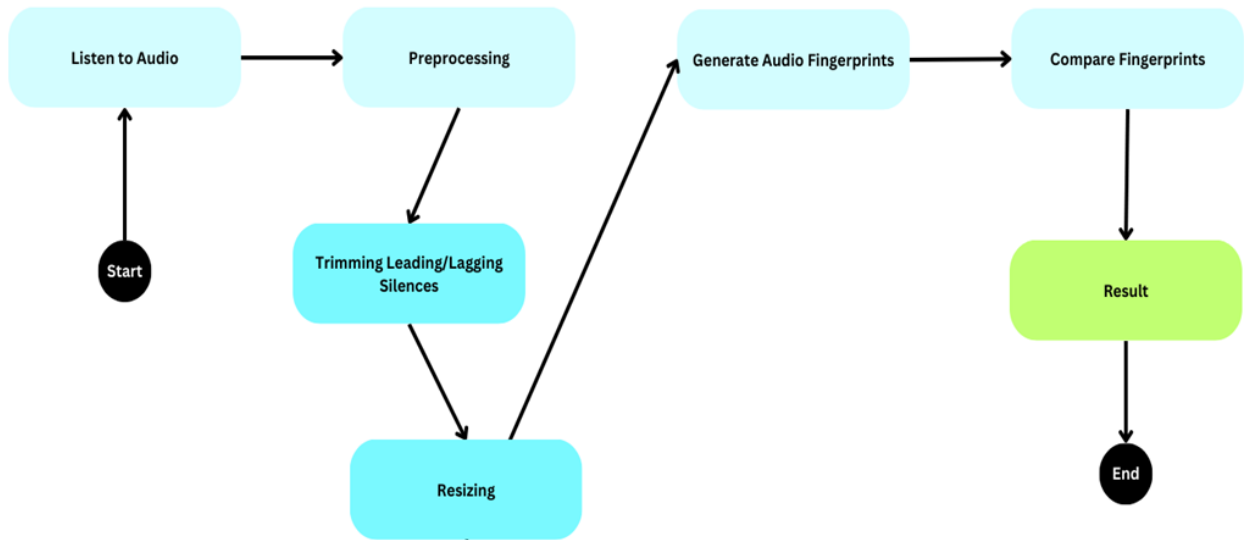 Listen to Audio
Preprocessing
Generate Audio Fingerprints
Compare Fingerprints
Start
Trimming Leading/Lagging
Silences
Result
Resizing
End